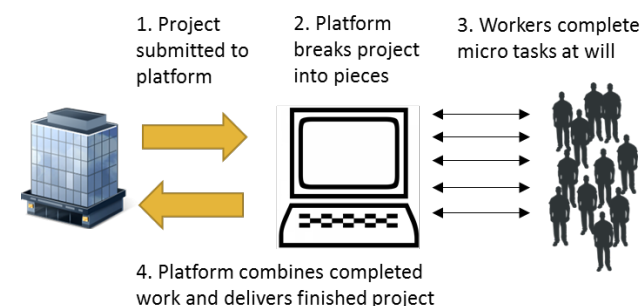 1. Project
submitted to
platform
2. Platform
breaks project
into pieces
3. Workers complete
micro tasks at will
4. Platform combines completed
work and delivers finished project